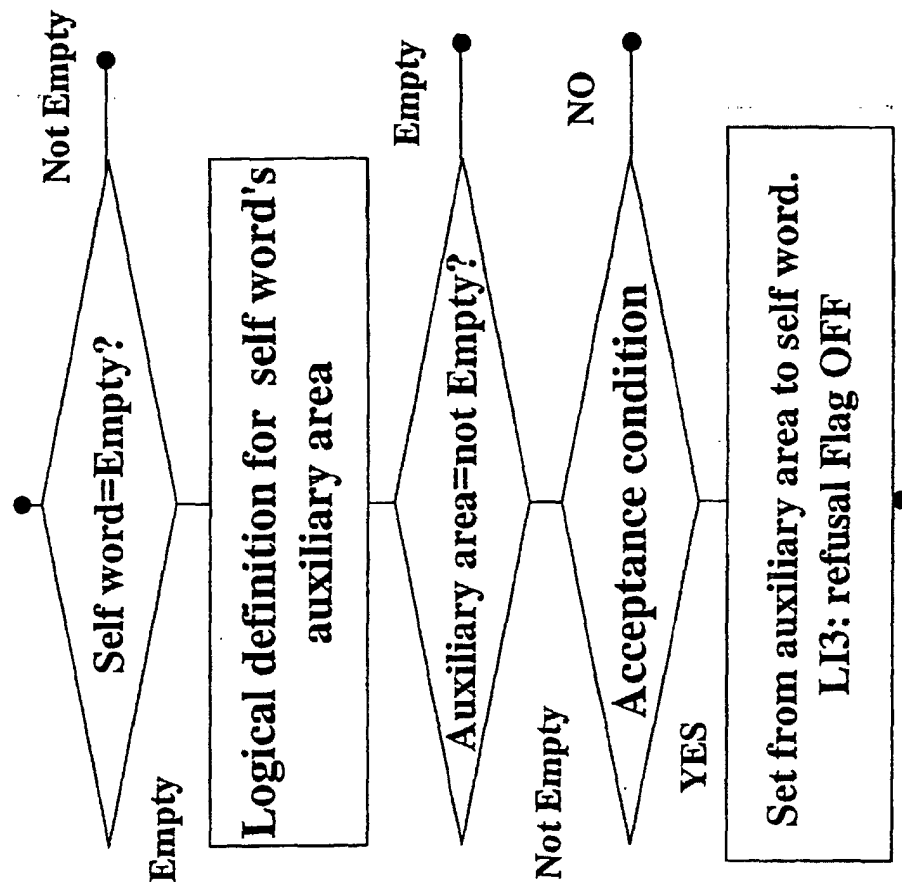 Not Empty
Self word=Empty?
Empty
Logical definition for self word's
auxiliary area
Empty
Auxiliary area=not Empty?
Not Empty
NO
Acceptance condition
YES
Set from auxiliary area to self word.
LI3: refusal Flag OFF